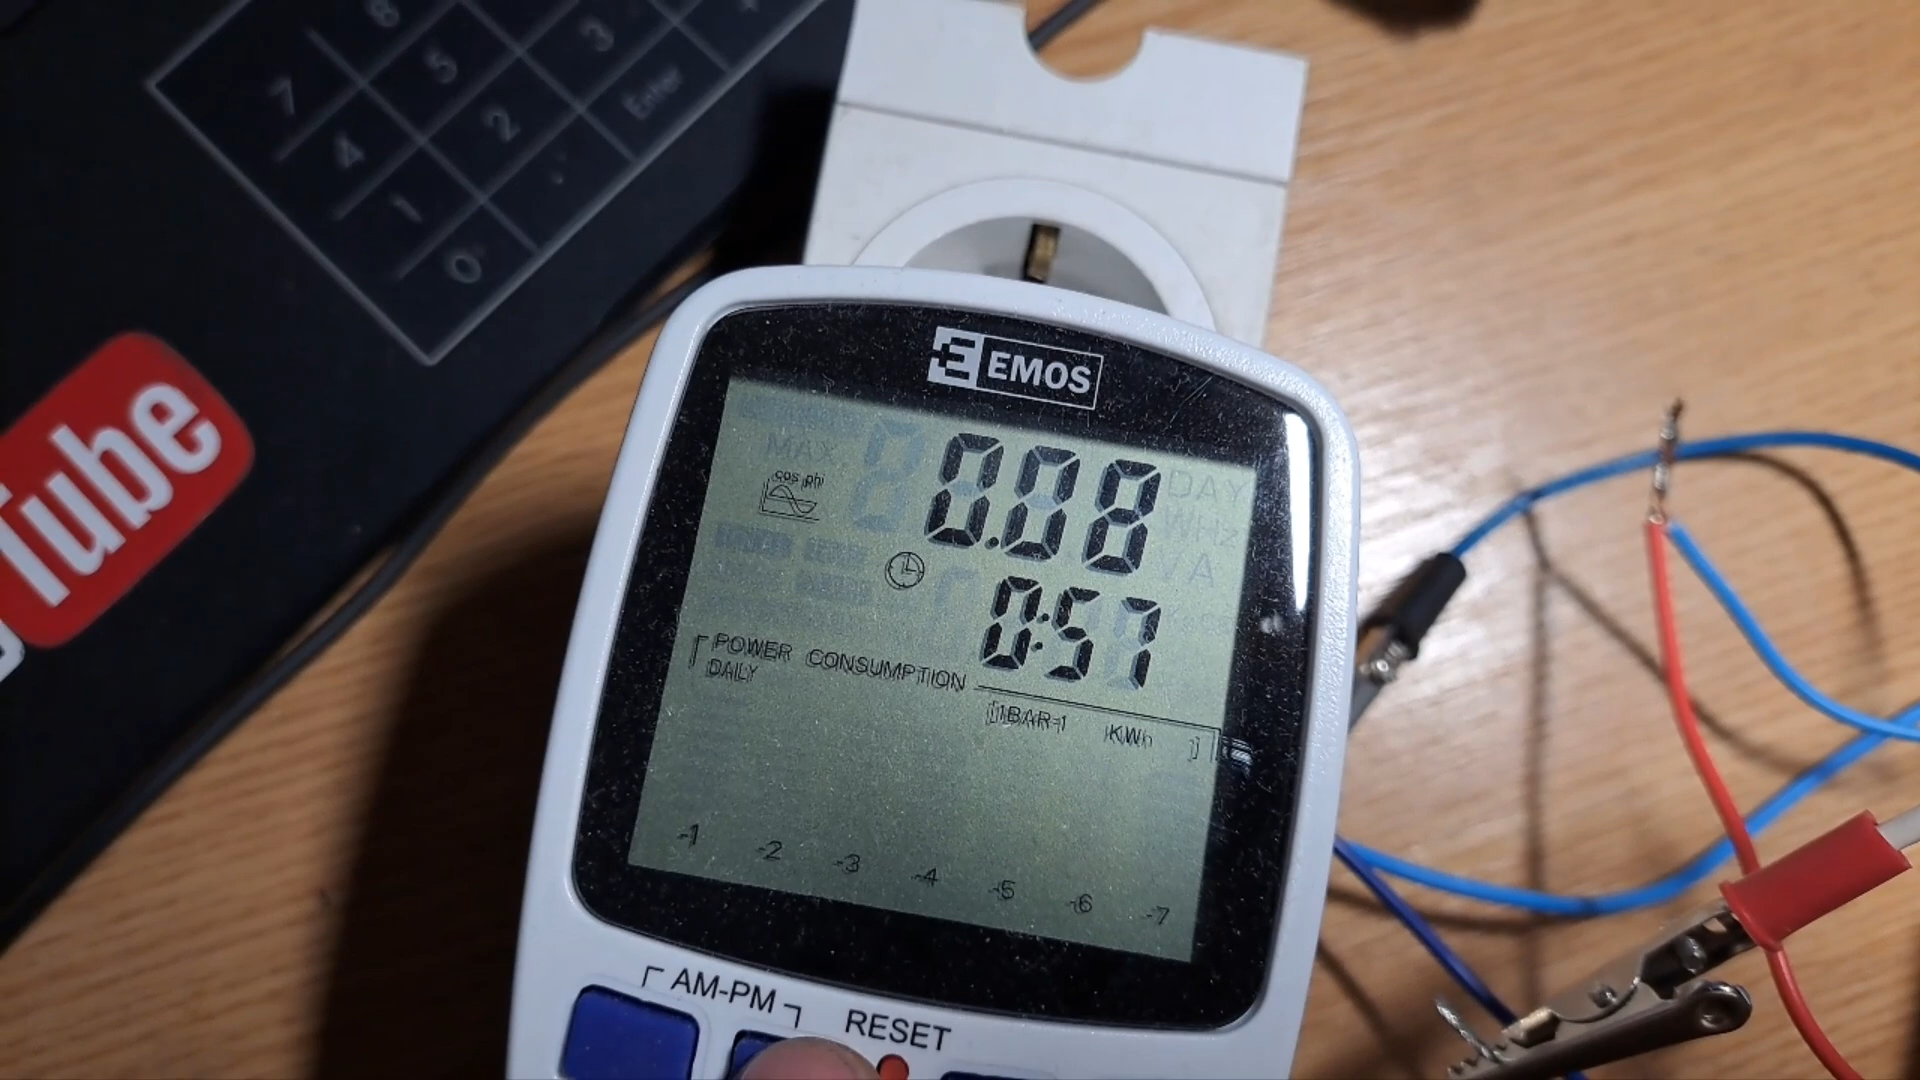 8
7 5 3
4 2 Enter
1
0
Tube
EMOS
MAX
cos phi
0.08
DAY
WHz
VA
0:57
POWER CONSUMPTION
DAILY
[1BAR=1 KWh ]
-1 -2 -3 -4 -5 -6 -7
AM-PM
RESET